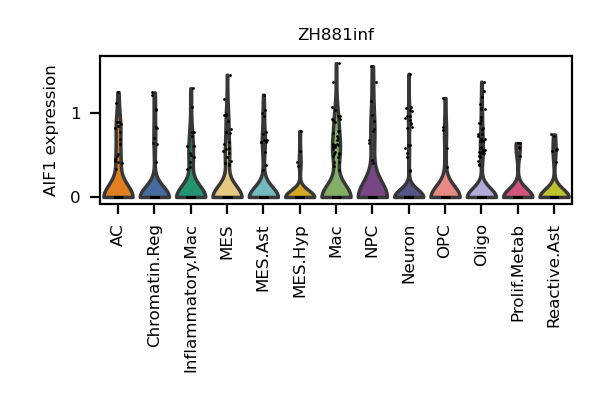 ZH881inf
AIF1 expression
1
0
AC
Chromatin.Reg
Inflammatory.Mac
MES
MES.Ast
MES.Hyp
Mac
NPC
Neuron
OPC
Oligo
Prolif.Metab
Reactive.Ast